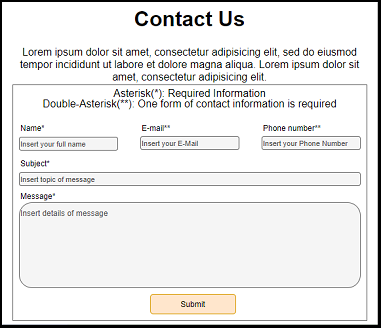 Contact Us
Lorem ipsum dolor sit amet, consectetur adipisicing elit, sed do eiusmod
tempor incididunt ut labore et dolore magna aliqua. Lorem ipsum dolor sit
amet, consectetur adipisicing elit.
Asterisk(*): Required Information
Double-Asterisk(**): One form of contact information is required
Name* E-mail** Phone number**
Insert your full name Insert your E-Mail Insert your Phone Number
Subject*
Insert topic of message
Message*
Insert details of message
Submit